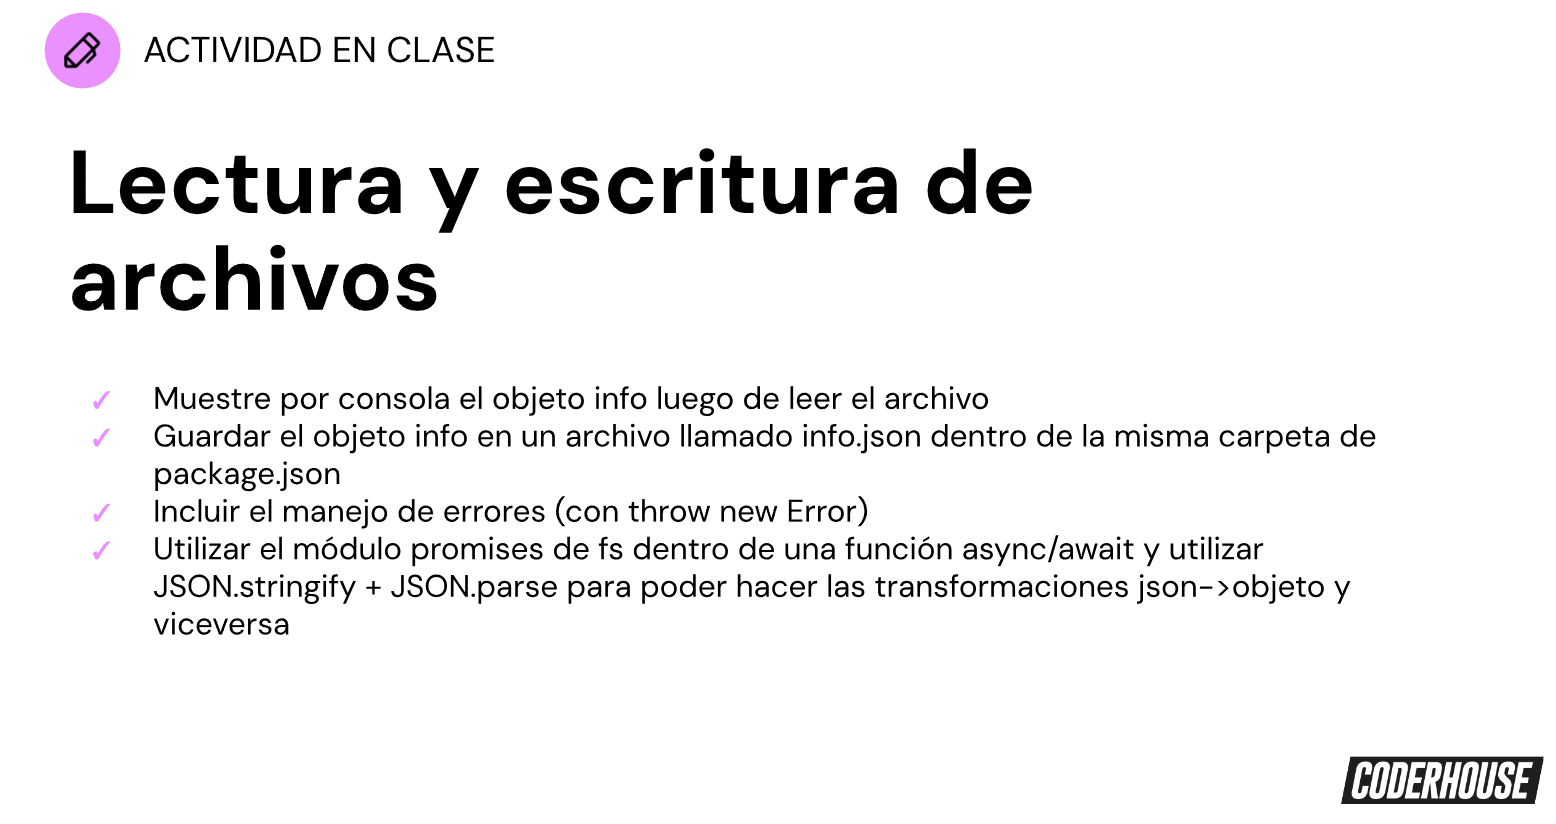 ACTIVIDAD EN CLASE
Lectura y escritura de
archivos
✓ Muestre por consola el objeto info luego de leer el archivo
✓ Guardar el objeto info en un archivo llamado info.json dentro de la misma carpeta de
package.json
✓ Incluir el manejo de errores (con throw new Error)
✓ Utilizar el módulo promises de fs dentro de una función async/await y utilizar
JSON.stringify + JSON.parse para poder hacer las transformaciones json->objeto y
viceversa
CODERHOUSE